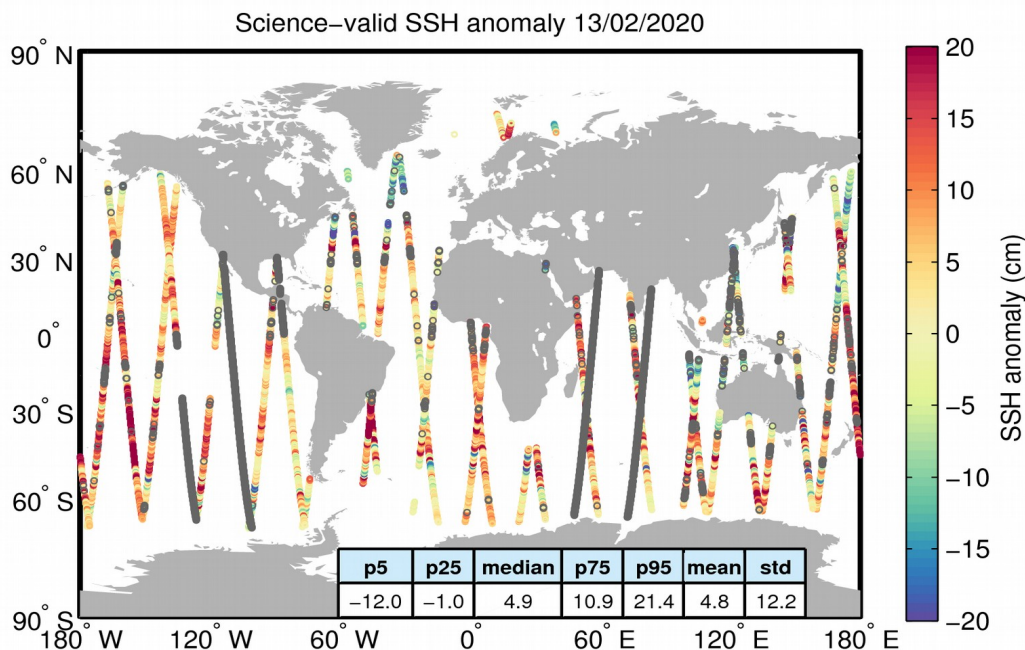 Science−valid SSH anomaly 13/02/2020
90° N
60° N
30° N
0°
30° S
60° S
90° S
180° W
120° W
60° W
0°
60° E
120° E
180° E
p5 p25 median p75 p95 mean std
−12.0 −1.0 4.9 10.9 21.4 4.8 12.2
20
15
10
5
0
−5
−10
−15
−20
SSH anomaly (cm)